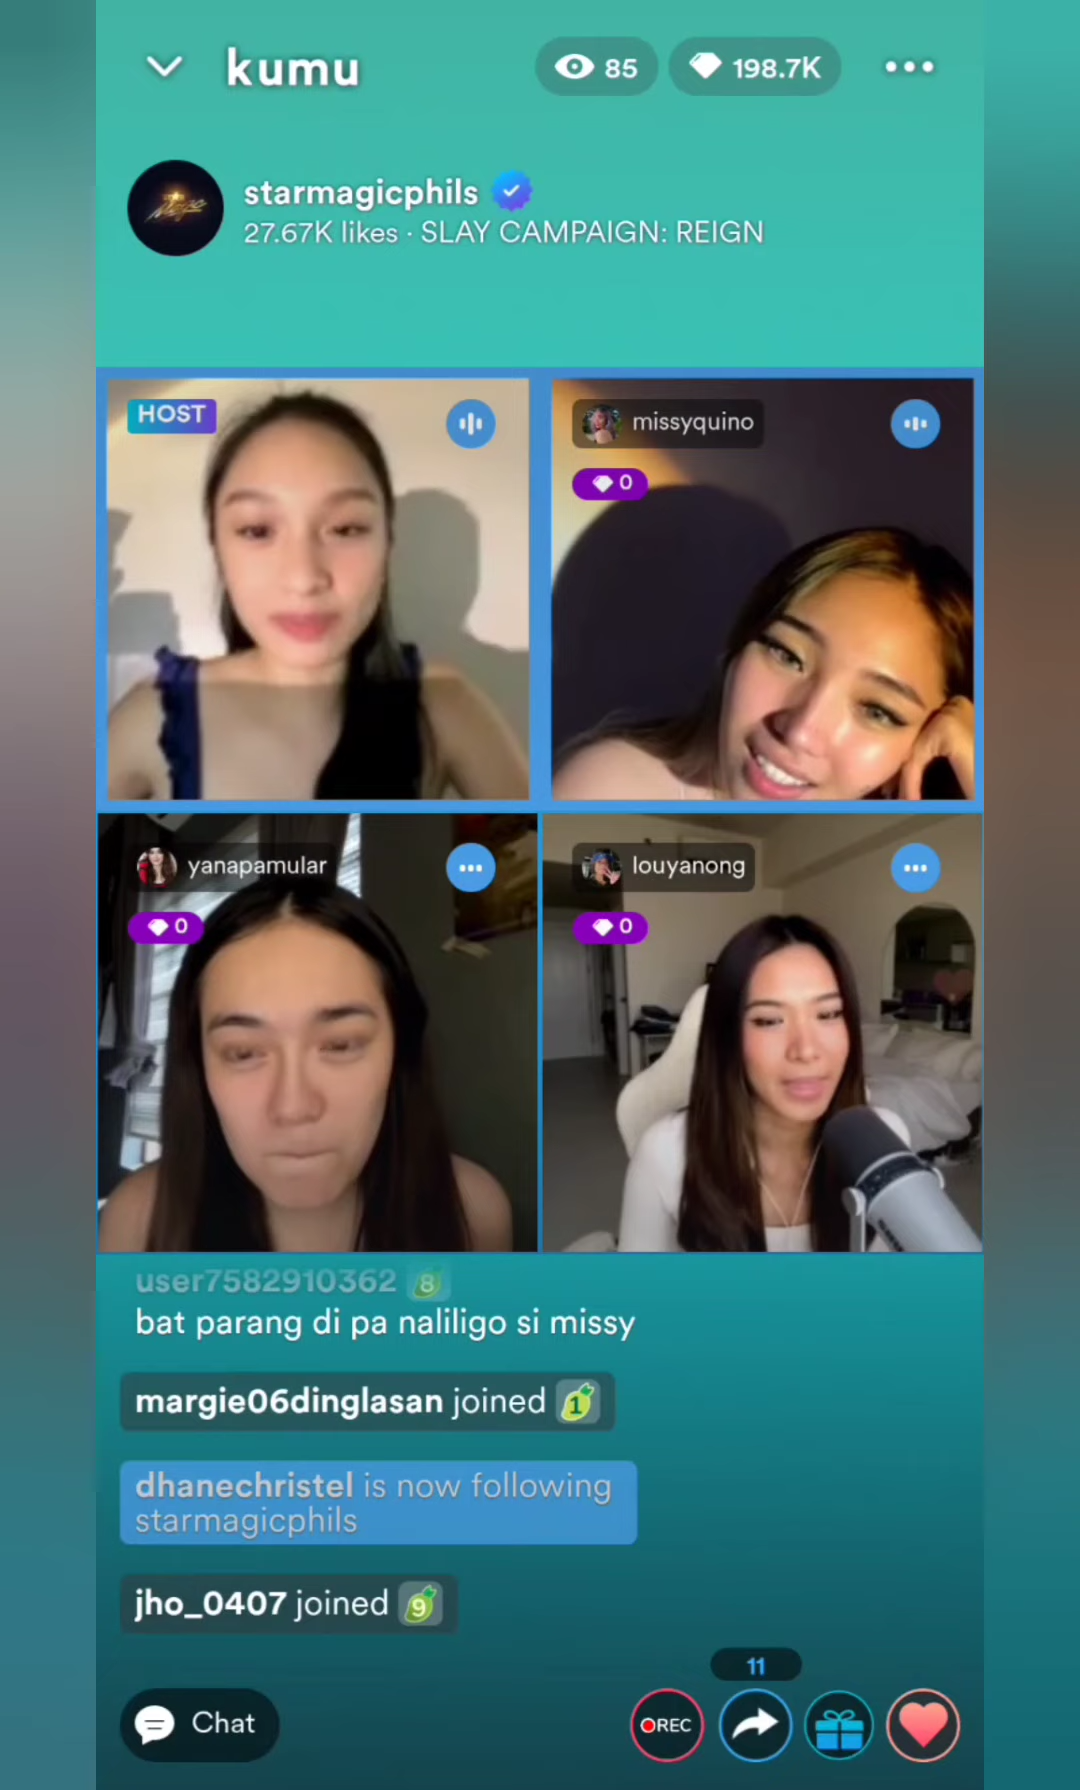 kumu
85
198.7K
starmagicphils
27.67K likes · SLAY CAMPAIGN: REIGN
HOST
missyquino
0
yanapamular
0
louyanong
0
user7582910362 8
bat parang di pa naliligo si missy
margie06dinglasan joined 1
dhanechristel is now following
starmagicphils
jho_0407 joined 9
11
Chat
REC